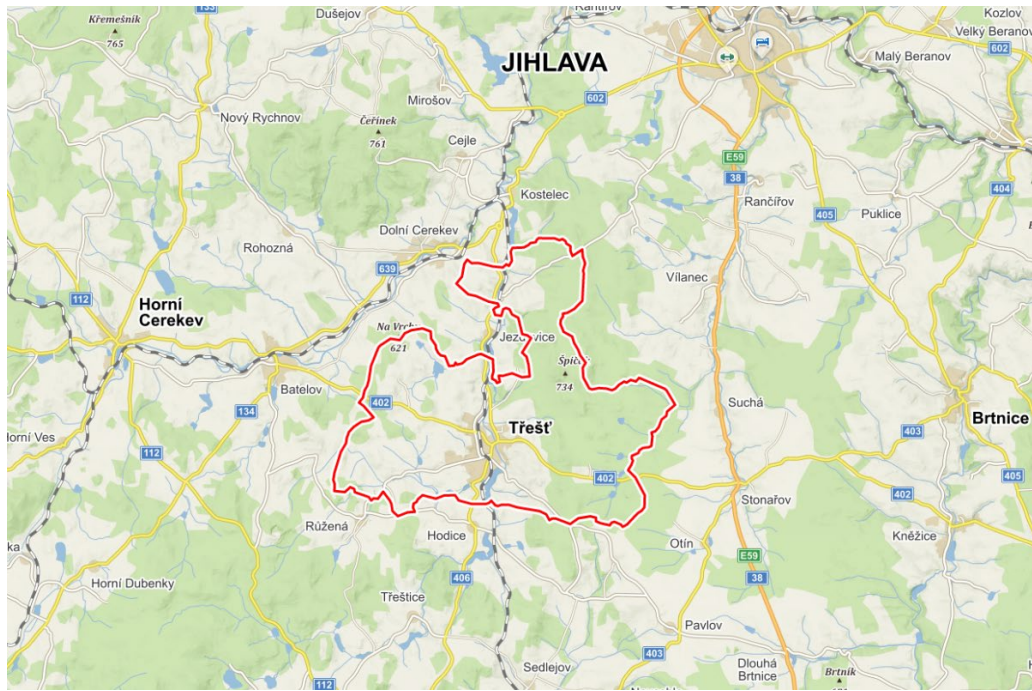 Dušejov
133
Kozlov
Křemešník
765
Velký Beranov
602
JIHLAVA
Malý Beranov
Mirošov
602
Nový Rychnov
Čeřínek
761
Cejle
E59
38
Kostelec
Rančířov
404
405
Puklice
Dolní Cerekev
Rohozná
639
Vílanec
112
Horní
Cerekev
Na Vrchu
621
Jezdovice
Špičák
734
Batelov
402
134
Suchá
Brtnice
Třešť
403
Horní Ves
112
402
405
402
Stonařov
Růžená
Hodice
Otín
Kněžice
E59
406
38
Horní Dubenky
Třeštice
Pavlov
403
Sedlejov
Dlouhá
Brtnice
Brtník
112